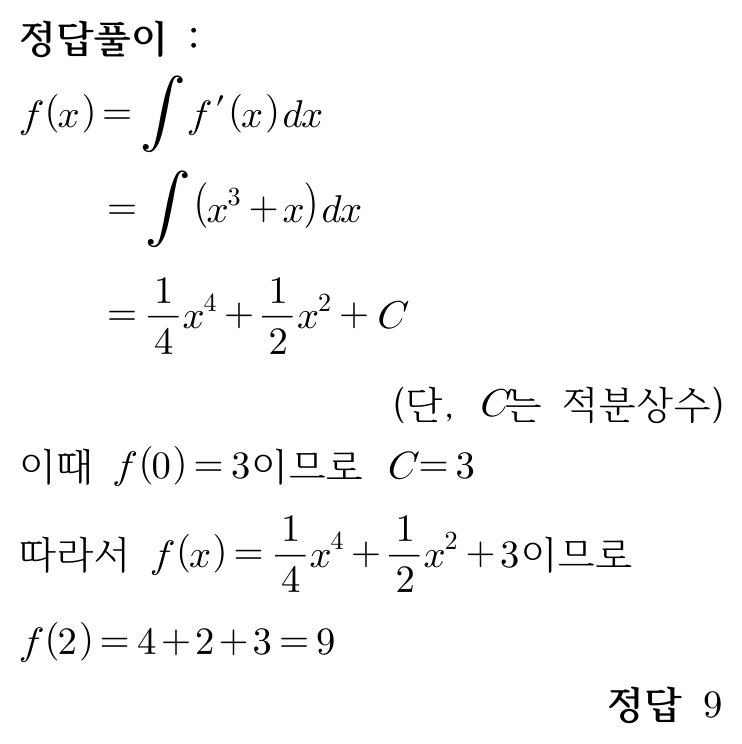 정답풀이 :
f(x) = ∫ f′(x)dx
= ∫ (x³ + x)dx
= 1/4 x⁴ + 1/2 x² + C
(단, C는 적분상수)
이때 f(0) = 3이므로 C = 3
따라서 f(x) = 1/4 x⁴ + 1/2 x² + 3이므로
f(2) = 4 + 2 + 3 = 9
정답 9